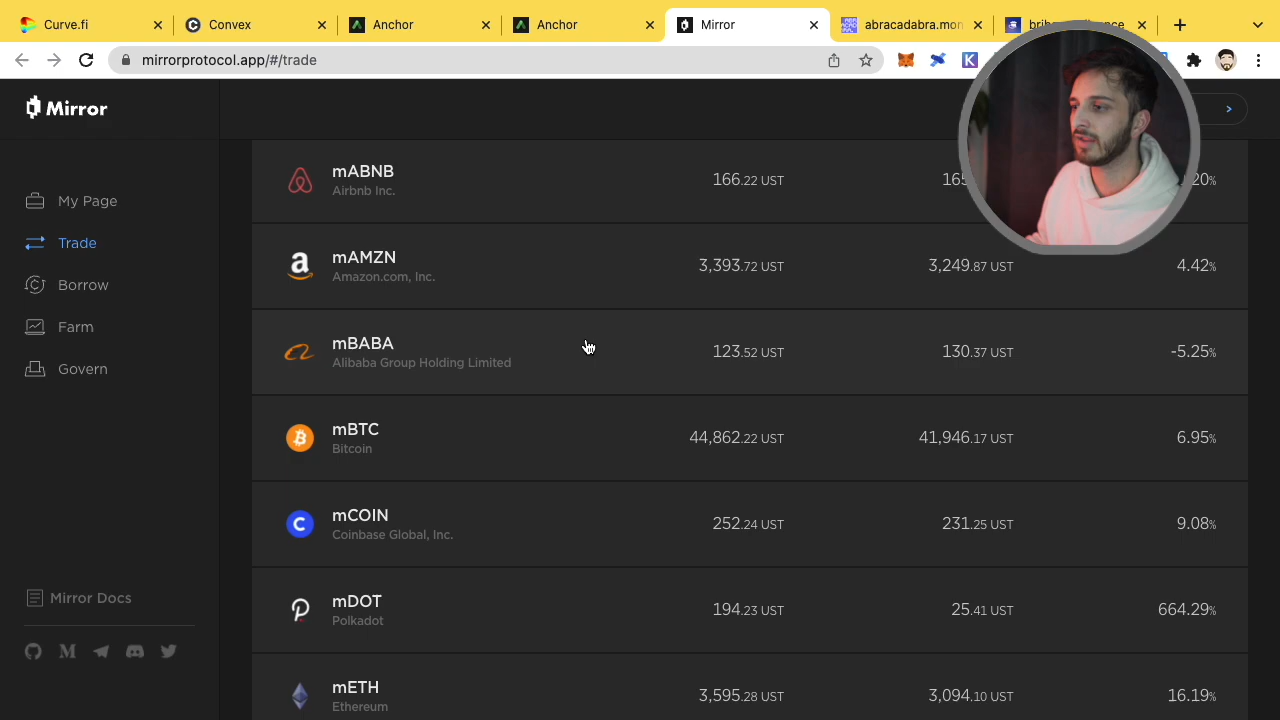 Curve.fi
Convex
Anchor
Anchor
Mirror
abracadabra.mon
mirrorprotocol.app/#/trade
Mirror
My Page
Trade
Borrow
Farm
Govern
Mirror Docs
mABNB
Airbnb Inc.
166.22 UST
mAMZN
Amazon.com, Inc.
3,393.72 UST
3,249.87 UST
4.42%
mBABA
Alibaba Group Holding Limited
123.52 UST
130.37 UST
-5.25%
mBTC
Bitcoin
44,862.22 UST
41,946.17 UST
6.95%
mCOIN
Coinbase Global, Inc.
252.24 UST
231.25 UST
9.08%
mDOT
Polkadot
194.23 UST
25.41 UST
664.29%
mETH
Ethereum
3,595.28 UST
3,094.10 UST
16.19%